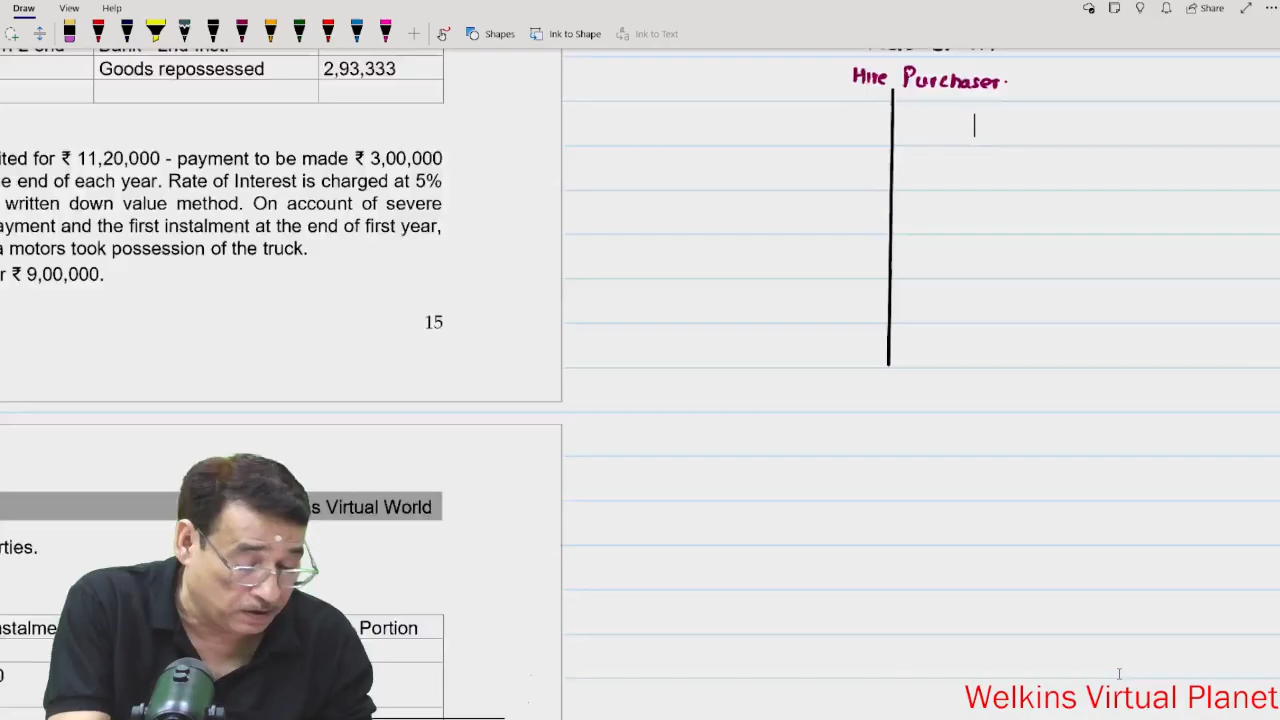 Draw View Help
Shapes Ink to Shape Ink to Text Share
Goods repossessed 2,93,333
Hire Purchaser.
ited for ₹ 11,20,000 - payment to be made ₹ 3,00,000
e end of each year. Rate of Interest is charged at 5%
written down value method. On account of severe
ayment and the first instalment at the end of first year,
a motors took possession of the truck.
r ₹ 9,00,000.
15
s Virtual World
rties.
nstalme Portion
0
Welkins Virtual Planet